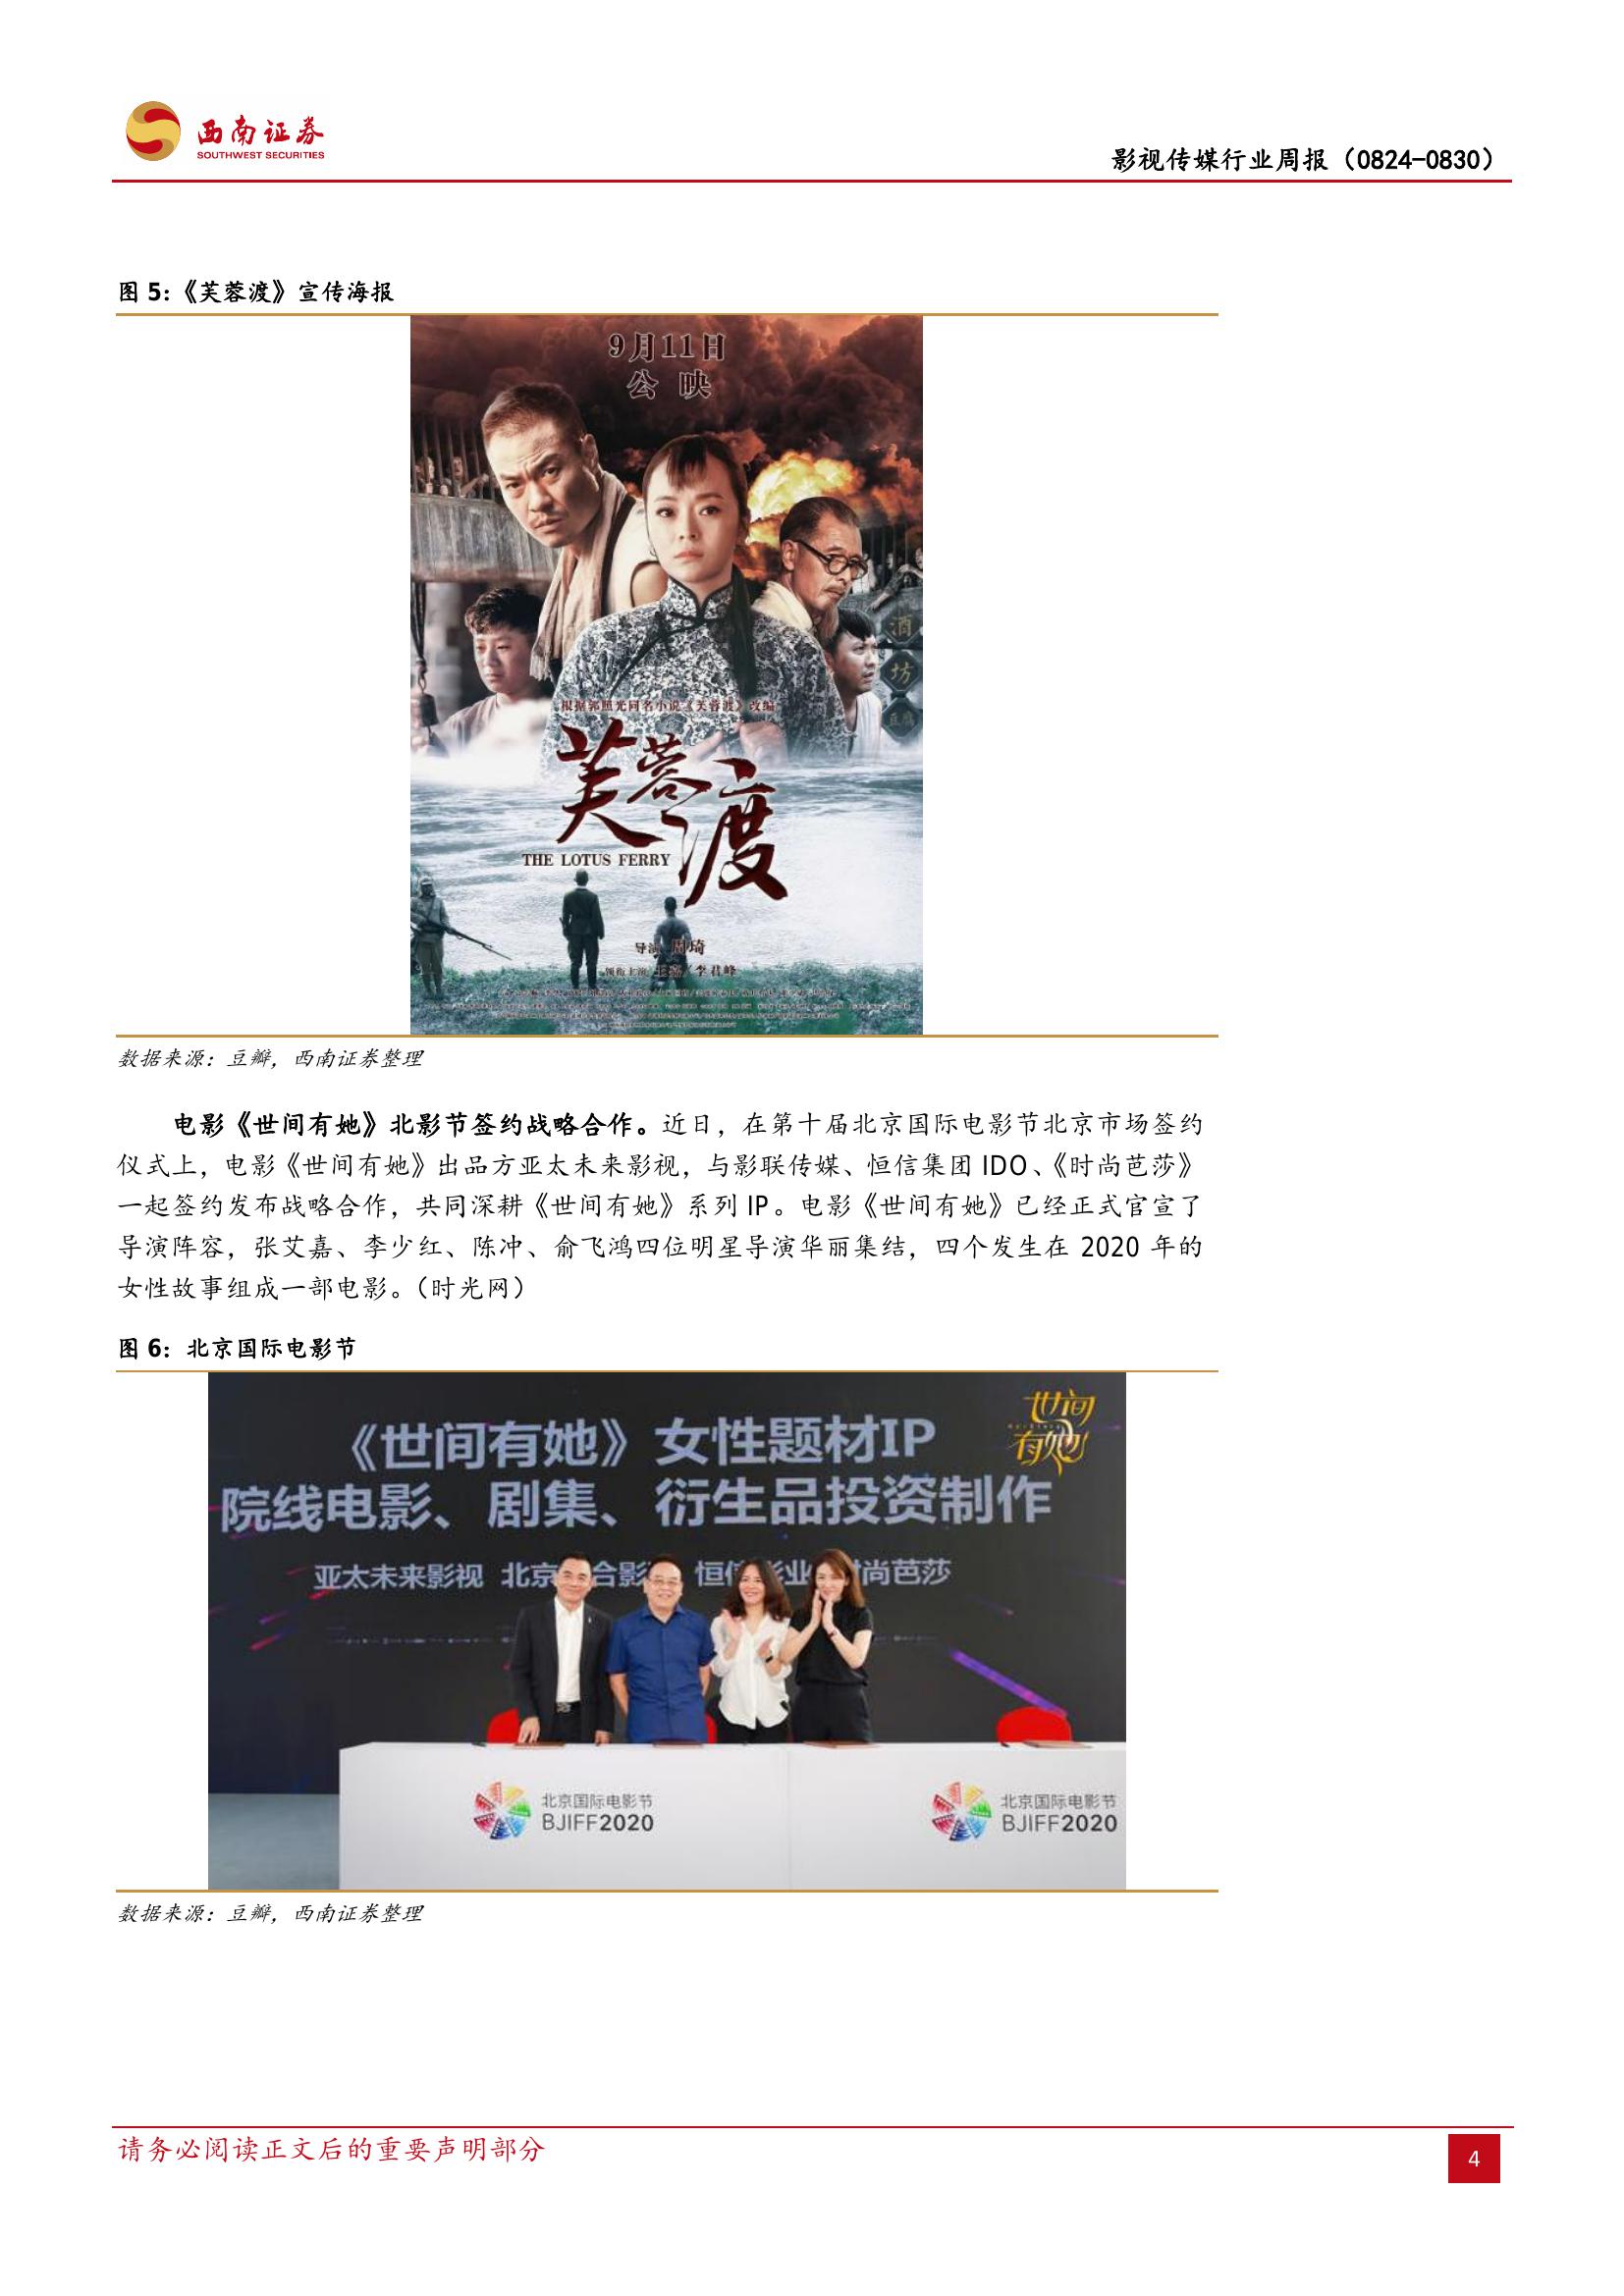 西南证券
SOUTHWEST SECURITIES
影视传媒行业周报（0824-0830）
图 5：《芙蓉渡》宣传海报
9月11日
公 映
酒
坊
根据郭照光同名小说《芙蓉渡》改编
芙蓉渡
THE LOTUS FERRY
导演 周琦
李君峰
数据来源：豆瓣，西南证券整理
电影《世间有她》北影节签约战略合作。近日，在第十届北京国际电影节北京市场签约
仪式上，电影《世间有她》出品方亚太未来影视，与影联传媒、恒信集团 IDO、《时尚芭莎》
一起签约发布战略合作，共同深耕《世间有她》系列 IP。电影《世间有她》已经正式官宣了
导演阵容，张艾嘉、李少红、陈冲、俞飞鸿四位明星导演华丽集结，四个发生在 2020 年的
女性故事组成一部电影。（时光网）
图 6：北京国际电影节
世间
有她
《世间有她》女性题材IP
院线电影、剧集、衍生品投资制作
亚太未来影视 北京 合影 恒信 影业 时尚芭莎
北京国际电影节
BJIFF2020
北京国际电影节
BJIFF2020
数据来源：豆瓣，西南证券整理
请务必阅读正文后的重要声明部分
4